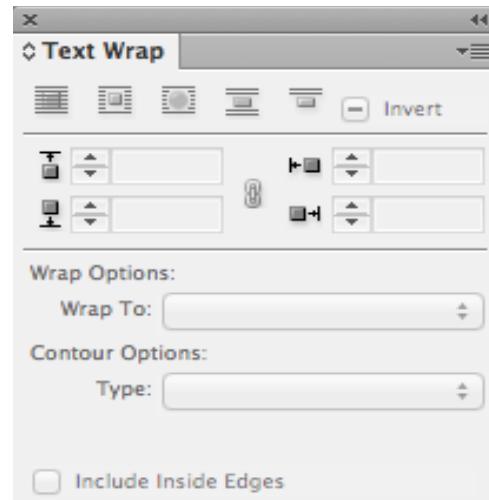 Text Wrap
Invert
Wrap Options:
Wrap To:
Contour Options:
Type:
Include Inside Edges